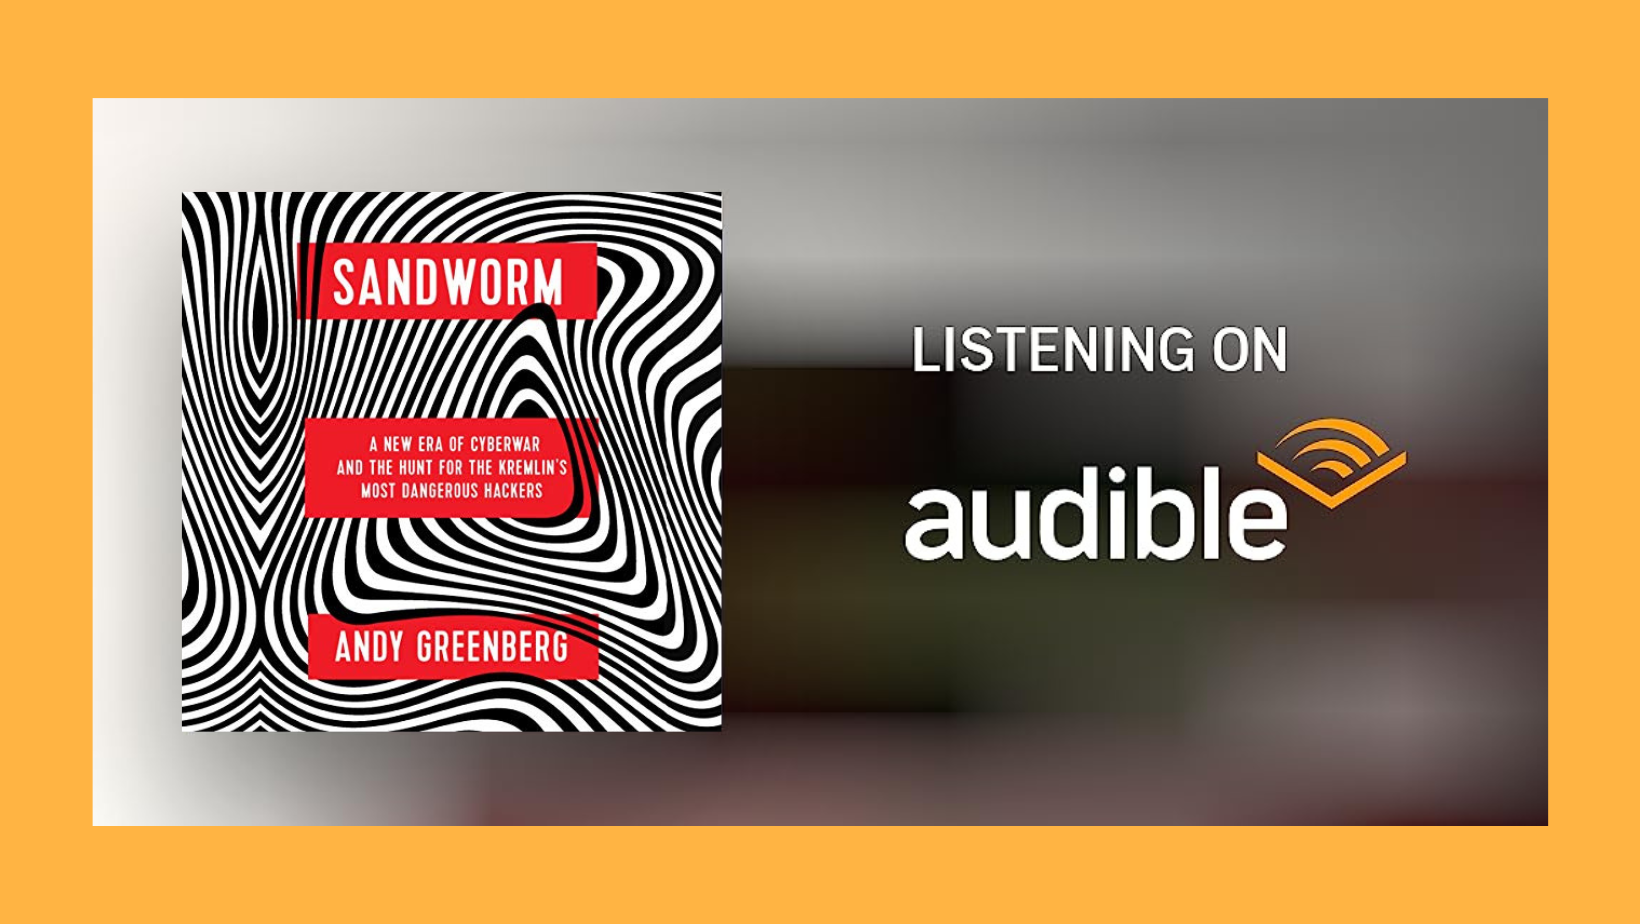 SANDWORM
A NEW ERA OF CYBERWAR
AND THE HUNT FOR THE KREMLIN'S
MOST DANGEROUS HACKERS
ANDY GREENBERG
LISTENING ON
audible